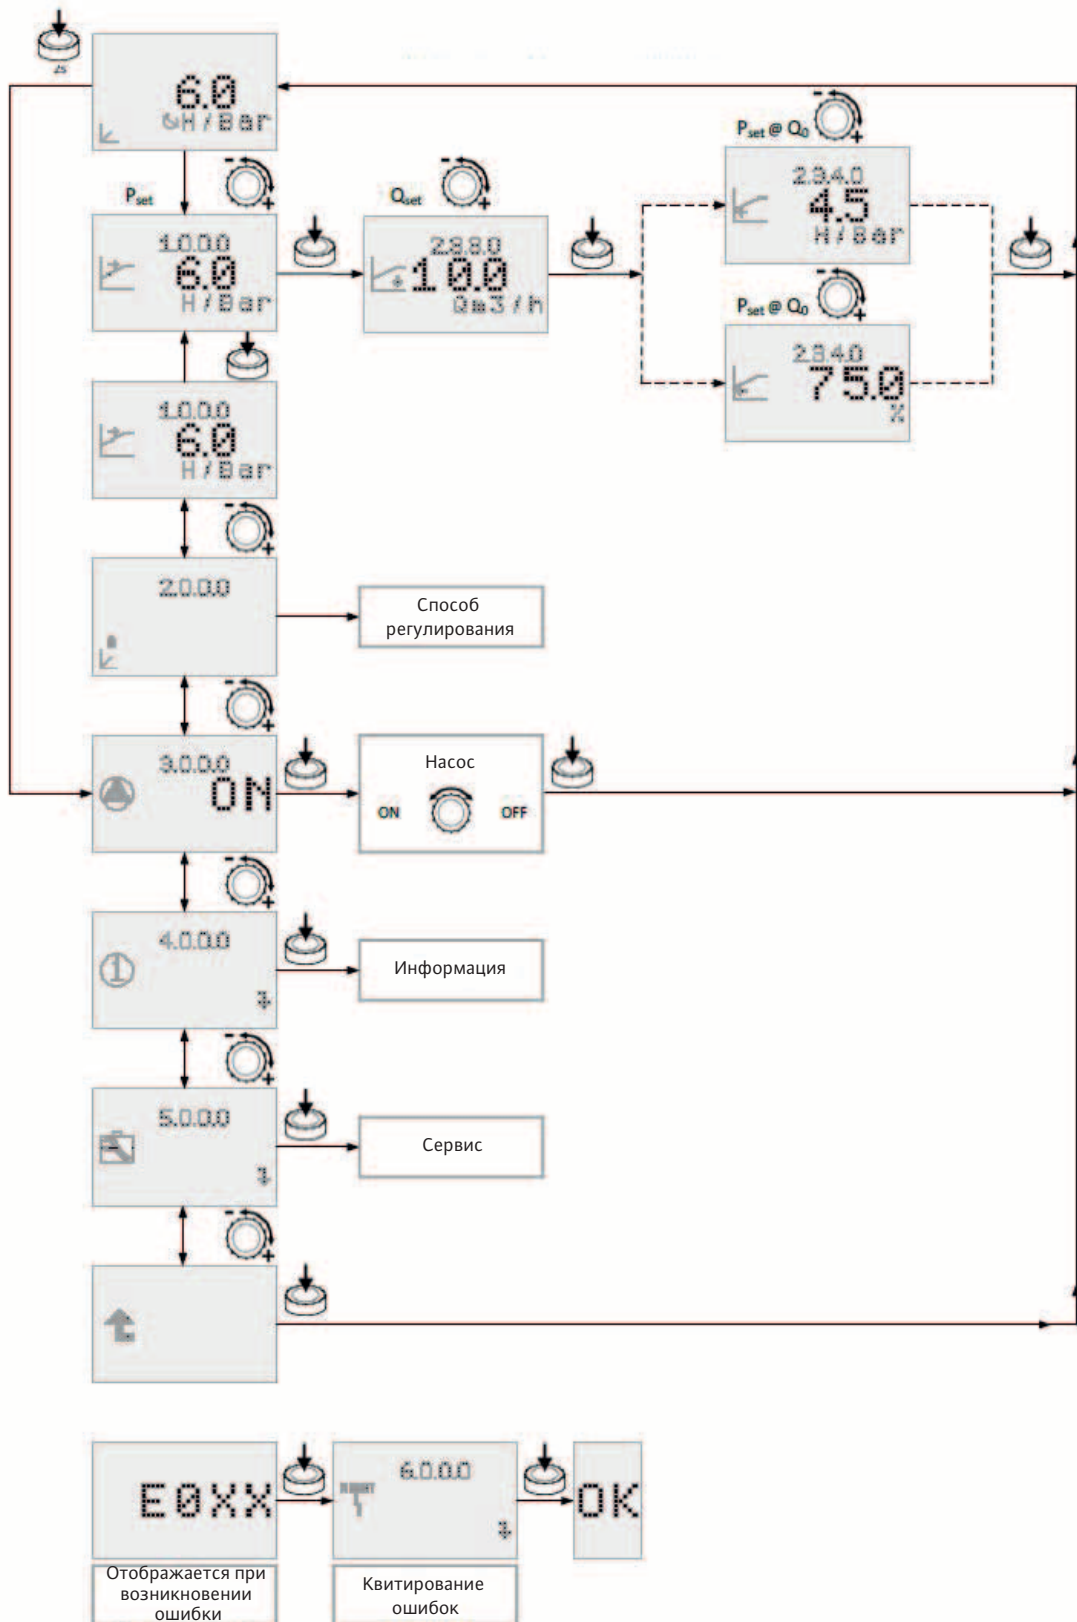 2s
6.0
H/Bar
Pset @ Q0
Pset
Qset
2.3.4.0
4.5
H/Bar
1.0.0.0
6.0
H/Bar
2.3.3.0
10.0
Qm3/h
Pset @ Q0
2.3.4.0
75.0
%
1.0.0.0
6.0
H/Bar
2.0.0.0
Способ
регулирования
3.0.0.0
ON
Насос
ON OFF
4.0.0.0
Информация
5.0.0.0
Сервис
E0XX
6.0.0.0
OK
Отображается при
возникновении
ошибки
Квитирование
ошибок